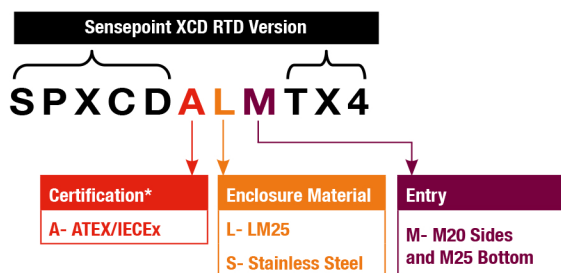 Sensepoint XCD RTD Version
SPXCDALMTX4
Certification*
A- ATEX/IECEx
Enclosure Material
L- LM25
S- Stainless Steel
Entry
M- M20 Sides
and M25 Bottom